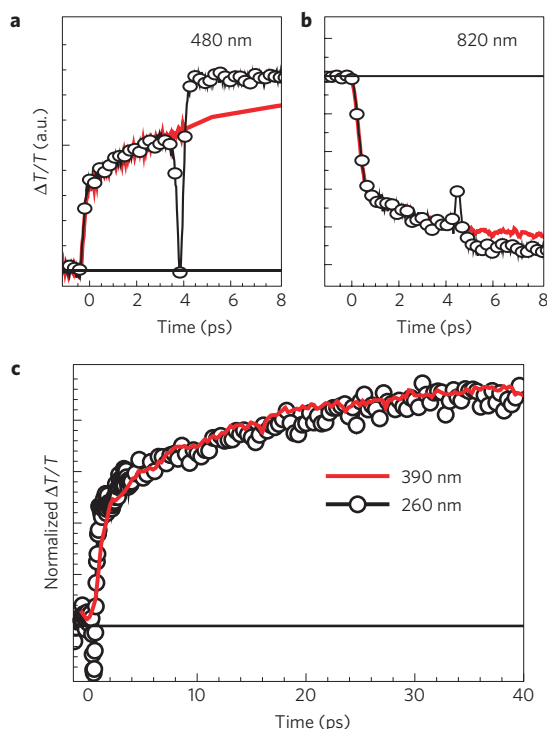 a
480 nm
ΔT/T (a.u.)
0 2 4 6 8
Time (ps)
b
820 nm
0 2 4 6 8
Time (ps)
c
Normalized ΔT/T
390 nm
260 nm
0 10 20 30 40
Time (ps)